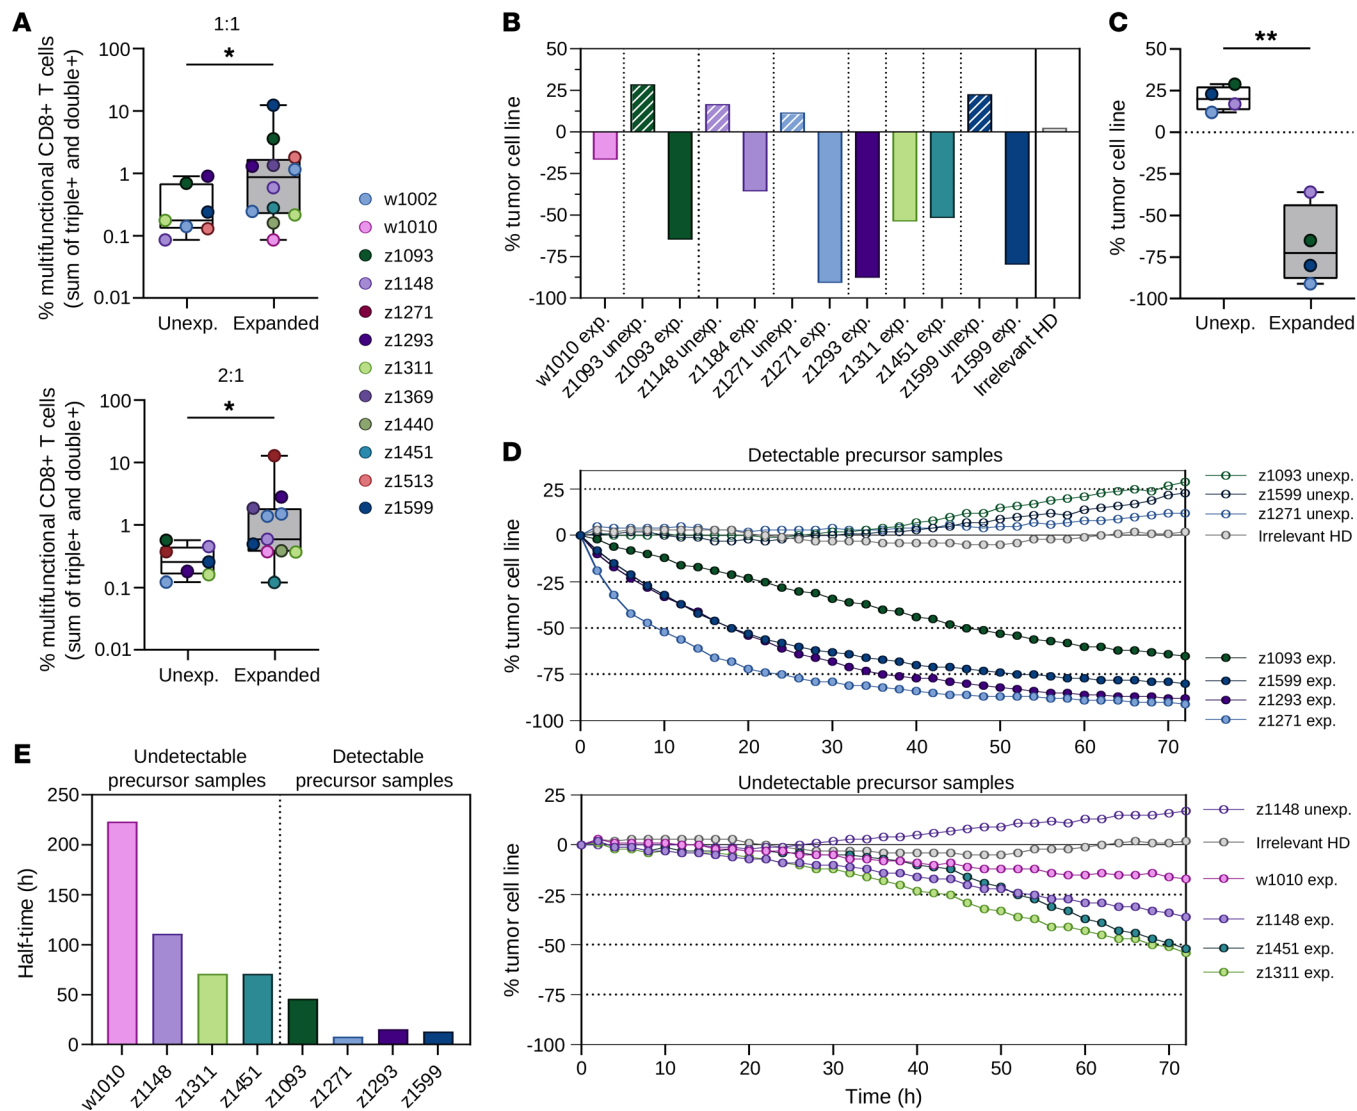 A
1:1
% multifunctional CD8+ T cells
(sum of triple+ and double+)
100
10
1
0.1
0.01
*
Unexp.
Expanded
2:1
% multifunctional CD8+ T cells
(sum of triple+ and double+)
100
10
1
0.1
0.01
*
Unexp.
Expanded
w1002
w1010
z1093
z1148
z1271
z1293
z1311
z1369
z1440
z1451
z1513
z1599
B
% tumor cell line
50
25
0
-25
-50
-75
-100
w1010 exp.
z1093 unexp.
z1093 exp.
z1148 unexp.
z1184 exp.
z1271 unexp.
z1271 exp.
z1293 exp.
z1311 exp.
z1451 exp.
z1599 unexp.
z1599 exp.
Irrelevant HD
C
% tumor cell line
50
25
0
-25
-50
-75
-100
**
Unexp.
Expanded
D
Detectable precursor samples
% tumor cell line
25
0
-25
-50
-75
-100
0 10 20 30 40 50 60 70
z1093 unexp.
z1599 unexp.
z1271 unexp.
Irrelevant HD
z1093 exp.
z1599 exp.
z1293 exp.
z1271 exp.
Undetectable precursor samples
% tumor cell line
25
0
-25
-50
-75
-100
0 10 20 30 40 50 60 70
Time (h)
z1148 unexp.
Irrelevant HD
w1010 exp.
z1148 exp.
z1451 exp.
z1311 exp.
E
Undetectable
precursor samples
Detectable
precursor samples
Half-time (h)
250
200
150
100
50
0
w1010
z1148
z1311
z1451
z1093
z1271
z1293
z1599